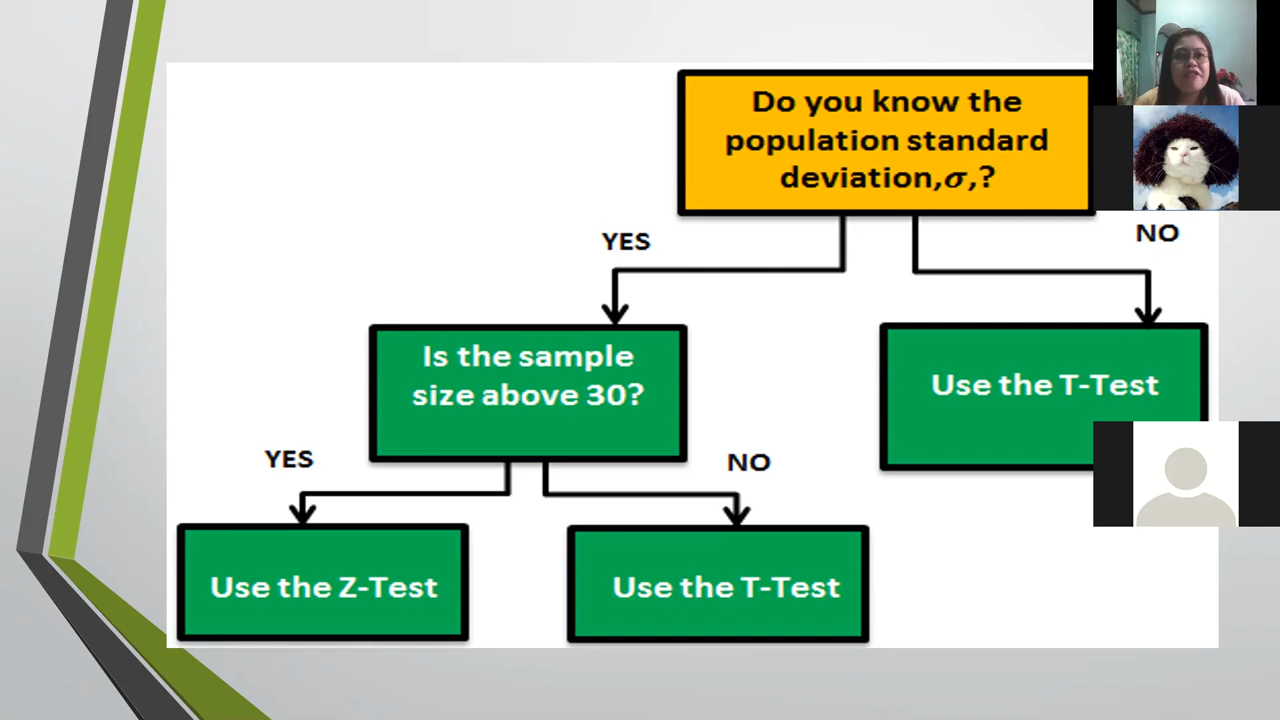 Do you know the
population standard
deviation,σ,?
YES
NO
Is the sample
size above 30?
Use the T-Test
YES
NO
Use the Z-Test
Use the T-Test